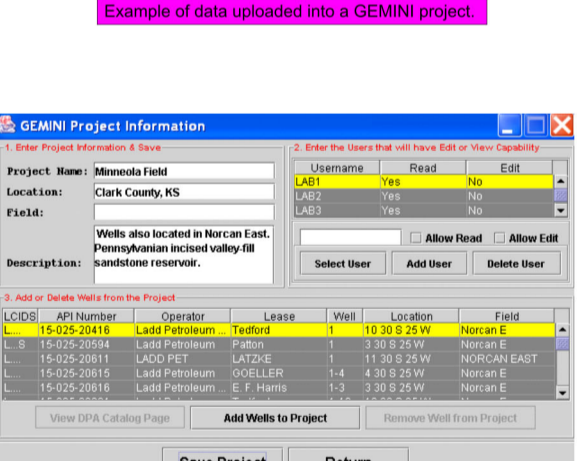 Example of data uploaded into a GEMINI project.
GEMINI Project Information
1. Enter Project Information & Save
Project Name: Minneola Field
Location: Clark County, KS
Field:
Description: Wells also located in Norcan East.
Pennsylvanian incised valley-fill
sandstone reservoir.
2. Enter the Users that will have Edit or View Capability
Username Read Edit
LAB1 Yes No
LAB2 Yes No
LAB3 Yes No
Allow Read Allow Edit
Select User Add User Delete User
3. Add or Delete Wells from the Project
LCIDS API Number Operator Lease Well Location Field
L.... 15-025-20416 Ladd Petroleum ... Tedford 1 10 30 S 25 W Norcan E
L...S 15-025-20594 Ladd Petroleum ... Patton 1 3 30 S 25 W Norcan E
L.... 15-025-20611 LADD PET LATZKE 1 11 30 S 25 W NORCAN EAST
L.... 15-025-20615 Ladd Petroleum ... GOELLER 1-4 4 30 S 25 W Norcan E
L.... 15-025-20616 Ladd Petroleum ... E. F. Harris 1-3 3 30 S 25 W Norcan E
View DPA Catalog Page Add Wells to Project Remove Well from Project
Save Project Return